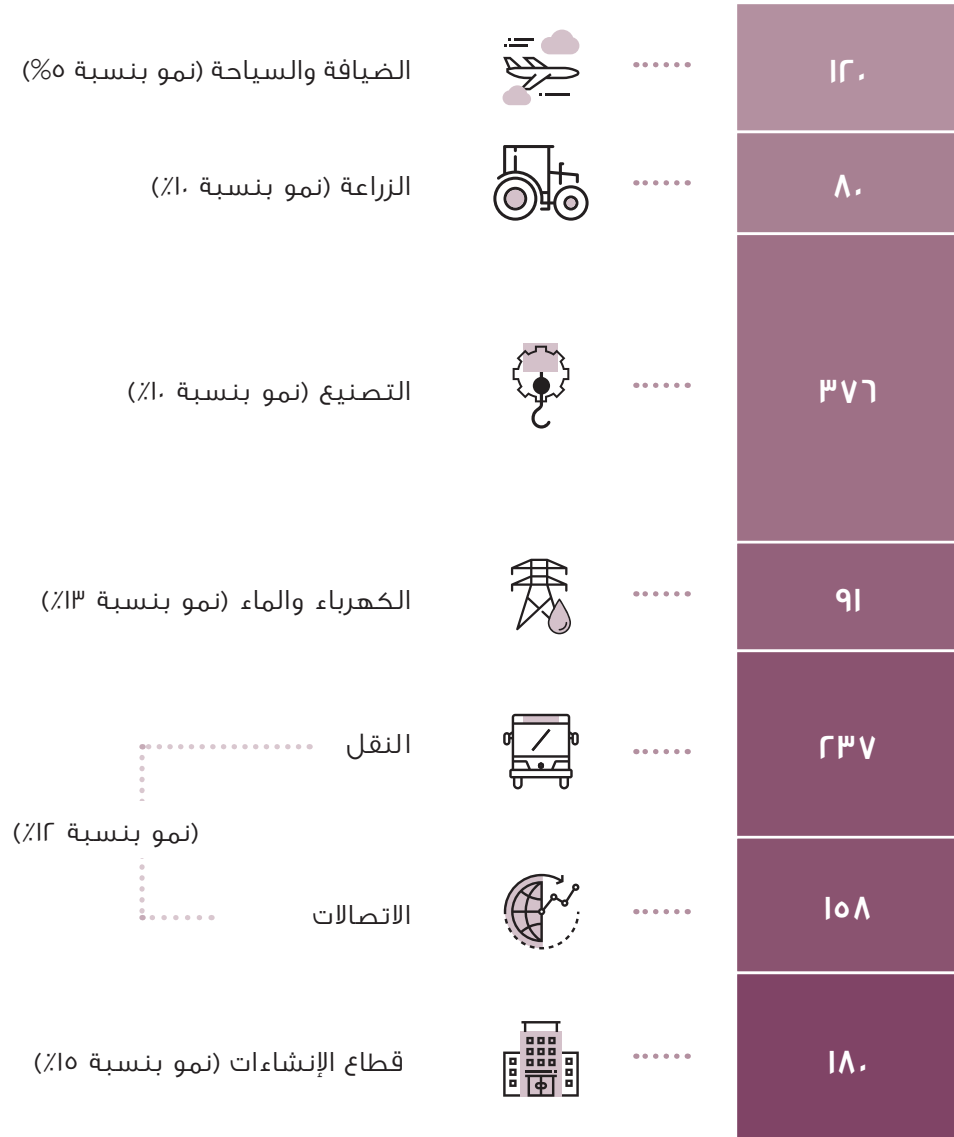 ١٢٠
الضيافة والسياحة (نمو بنسبة ٥%)
٨٠
الزراعة (نمو بنسبة ١٠٪)
٣٧٦
التصنيع (نمو بنسبة ١٠٪)
٩١
الكهرباء والماء (نمو بنسبة ١٣٪)
٢٣٧
النقل
(نمو بنسبة ١٢٪)
١٥٨
الاتصالات
١٨٠
قطاع الإنشاءات (نمو بنسبة ١٥٪)